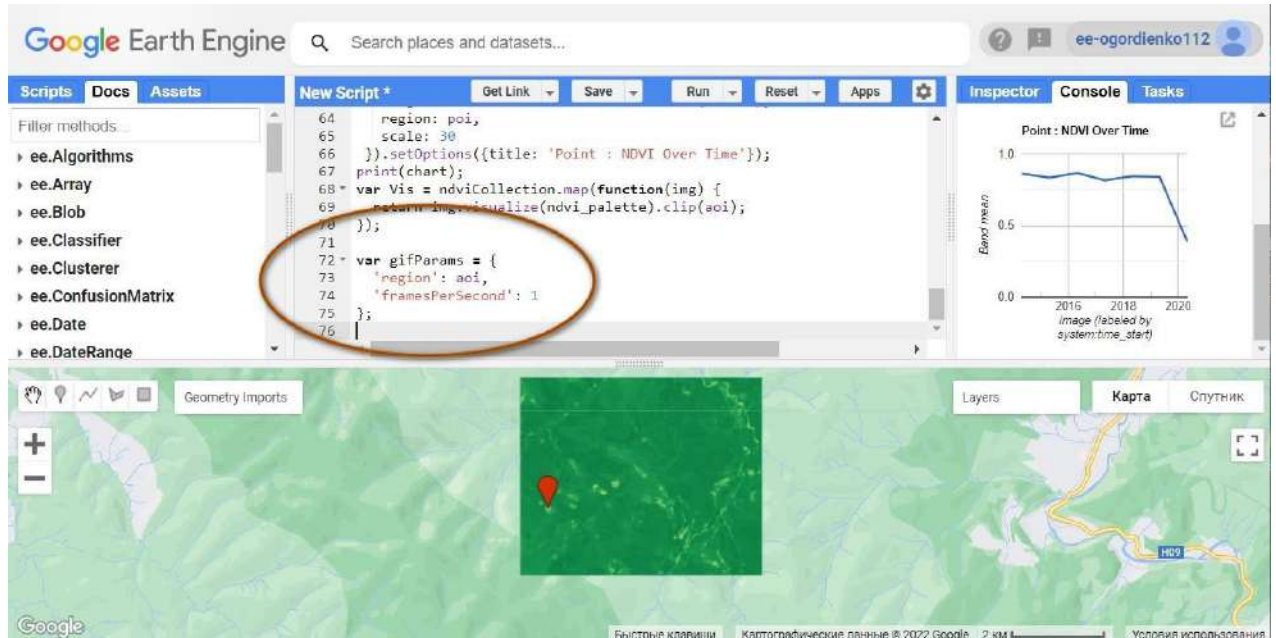 Google Earth Engine
Search places and datasets...
ee-ogordienko112
Scripts Docs Assets
New Script *
Get Link Save Run Reset Apps
Inspector Console Tasks
Filter methods...
ee.Algorithms
ee.Array
ee.Blob
ee.Classifier
ee.Clusterer
ee.ConfusionMatrix
ee.Date
ee.DateRange
64 region: poi,
65 scale: 30
66 }).setOptions({title: 'Point : NDVI Over Time'});
67 print(chart);
68 var Vis = ndviCollection.map(function(img) {
69 return img.visualize(ndvi_palette).clip(aoi);
70 });
71
72 var gifParams = {
73 'region': aoi,
74 'framesPerSecond': 1
75 };
76
Point : NDVI Over Time
1.0
0.5
0.0
Band mean
2016 2018 2020
Image (labeled by
system:time_start)
Geometry Imports
Layers
Карта Спутник
H09
Google
Быстрые клавиши
Картографические данные © 2022 Google
2 км
Условия использования